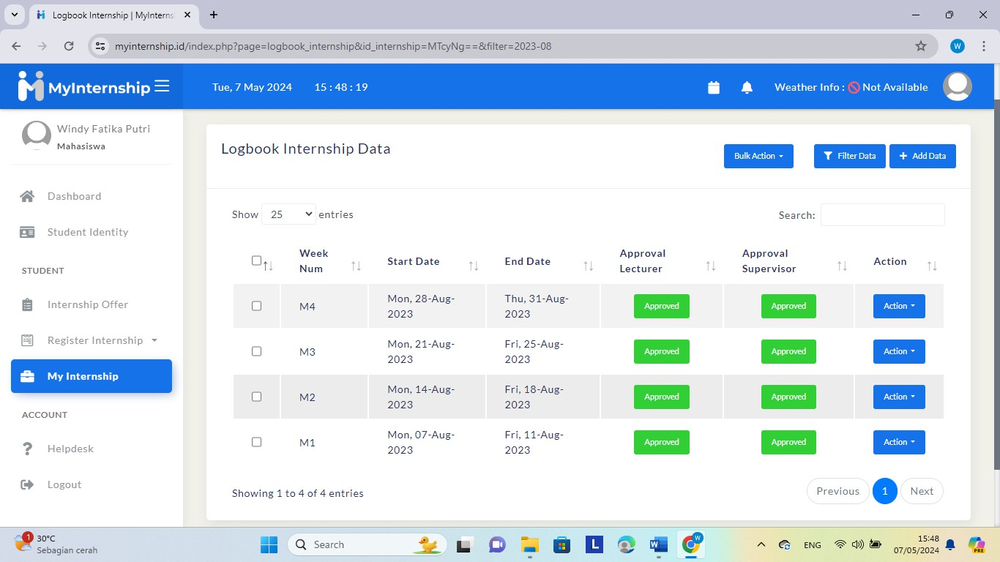 Logbook Internship | MyInterns
myinternship.id/index.php?page=logbook_internship&id_internship=MTcyNg==&filter=2023-08
W
MyInternship
Tue, 7 May 2024
15 : 48 : 19
Weather Info : Not Available
Windy Fatika Putri
Mahasiswa
Dashboard
Student Identity
STUDENT
Internship Offer
Register Internship
My Internship
ACCOUNT
Helpdesk
Logout
Logbook Internship Data
Bulk Action
Filter Data
Add Data
Show 25 entries
Search:
Week
Num
Start Date
End Date
Approval
Lecturer
Approval
Supervisor
Action
M4
Mon, 28-Aug-
2023
Thu, 31-Aug-
2023
Approved
Approved
Action
M3
Mon, 21-Aug-
2023
Fri, 25-Aug-
2023
Approved
Approved
Action
M2
Mon, 14-Aug-
2023
Fri, 18-Aug-
2023
Approved
Approved
Action
M1
Mon, 07-Aug-
2023
Fri, 11-Aug-
2023
Approved
Approved
Action
Showing 1 to 4 of 4 entries
Previous
1
Next
1
30°C
Sebagian cerah
Search
L
W
W
ENG
15:48
07/05/2024
PRE